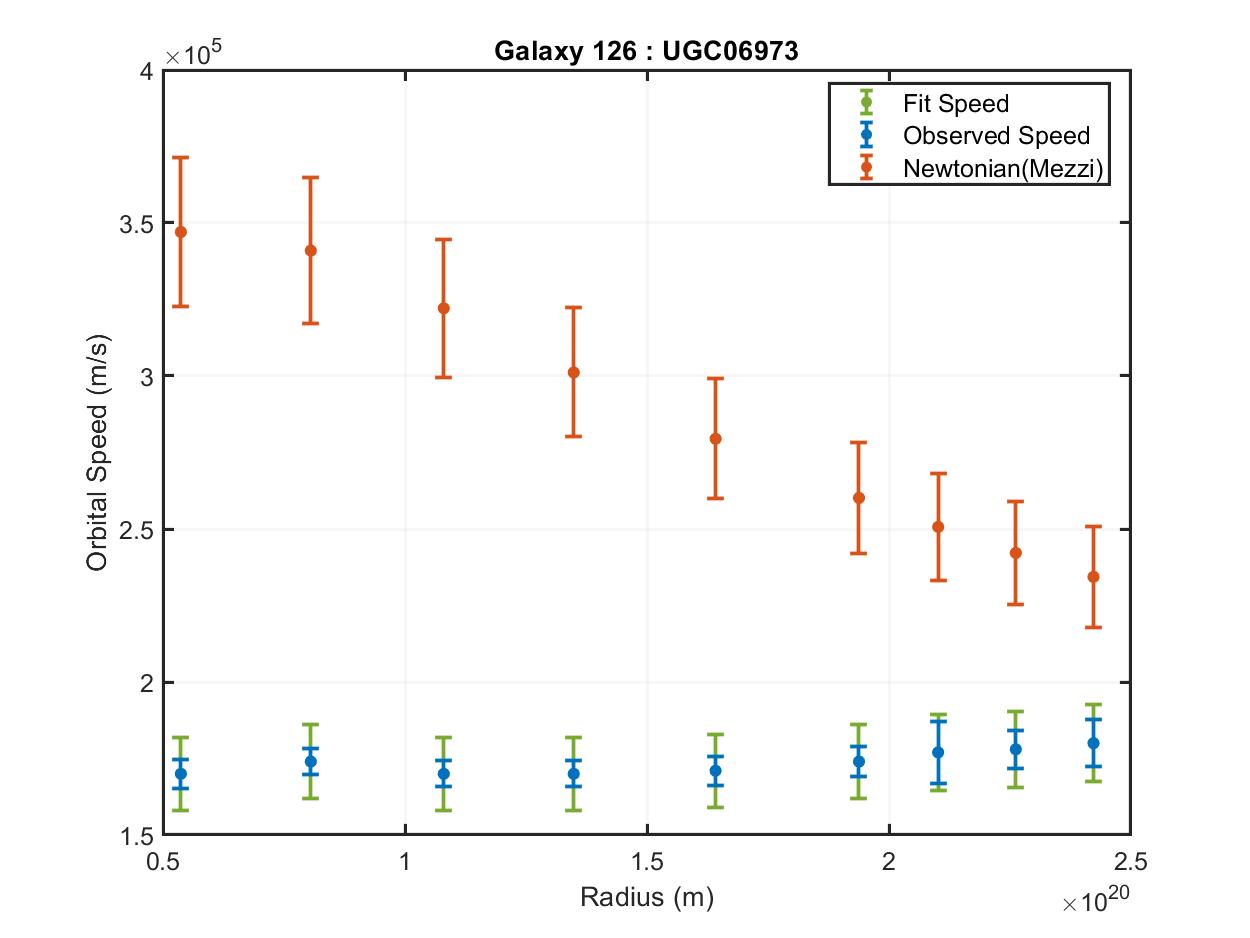 Galaxy 126 : UGC06973
×10^5
4
3.5
3
2.5
2
1.5
Orbital Speed (m/s)
Fit Speed
Observed Speed
Newtonian(Mezzi)
0.5 1 1.5 2 2.5
Radius (m)
×10^20